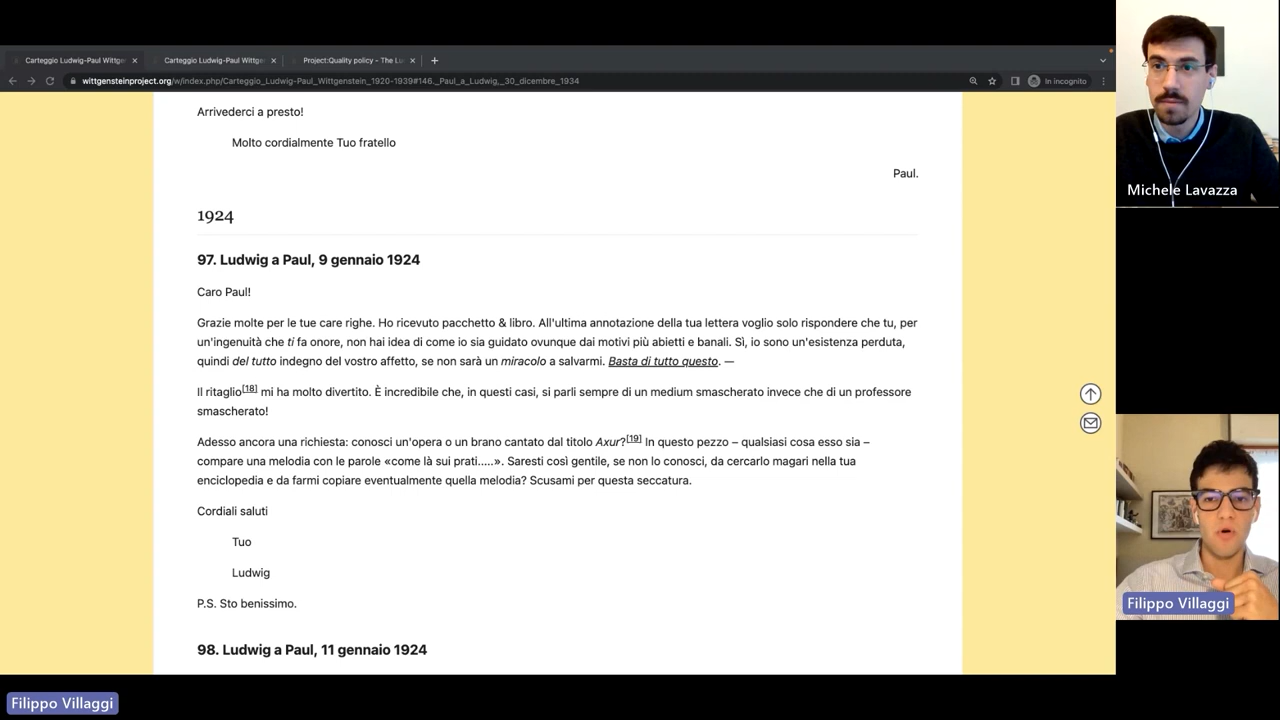 Carteggio Ludwig-Paul Wittger
Carteggio Ludwig-Paul Wittger
Project:Quality policy - The Lu
wittgensteinproject.org/w/index.php/Carteggio_Ludwig-Paul_Wittgenstein_1920-1939#146._Paul_a_Ludwig,_30_dicembre_1934
In incognito
Arrivederci a presto!
Molto cordialmente Tuo fratello
Paul.
1924
97. Ludwig a Paul, 9 gennaio 1924
Caro Paul!
Grazie molte per le tue care righe. Ho ricevuto pacchetto & libro. All'ultima annotazione della tua lettera voglio solo rispondere che tu, per
un'ingenuità che ti fa onore, non hai idea di come io sia guidato ovunque dai motivi più abietti e banali. Sì, io sono un'esistenza perduta,
quindi del tutto indegno del vostro affetto, se non sarà un miracolo a salvarmi. Basta di tutto questo. —
Il ritaglio[18] mi ha molto divertito. È incredibile che, in questi casi, si parli sempre di un medium smascherato invece che di un professore
smascherato!
Adesso ancora una richiesta: conosci un'opera o un brano cantato dal titolo Axur?[19] In questo pezzo – qualsiasi cosa esso sia –
compare una melodia con le parole «come là sui prati.....». Saresti così gentile, se non lo conosci, da cercarlo magari nella tua
enciclopedia e da farmi copiare eventualmente quella melodia? Scusami per questa seccatura.
Cordiali saluti
Tuo
Ludwig
P.S. Sto benissimo.
98. Ludwig a Paul, 11 gennaio 1924
Michele Lavazza
Filippo Villaggi
Filippo Villaggi